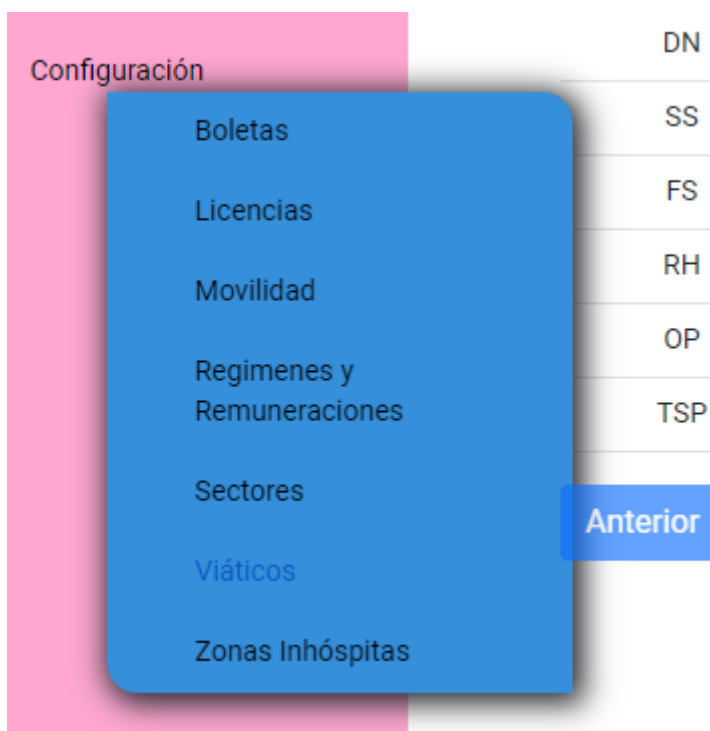 Configuración
Boletas
Licencias
Movilidad
Regimenes y
Remuneraciones
Sectores
Viáticos
Zonas Inhóspitas
DN
SS
FS
RH
OP
TSP
Anterior